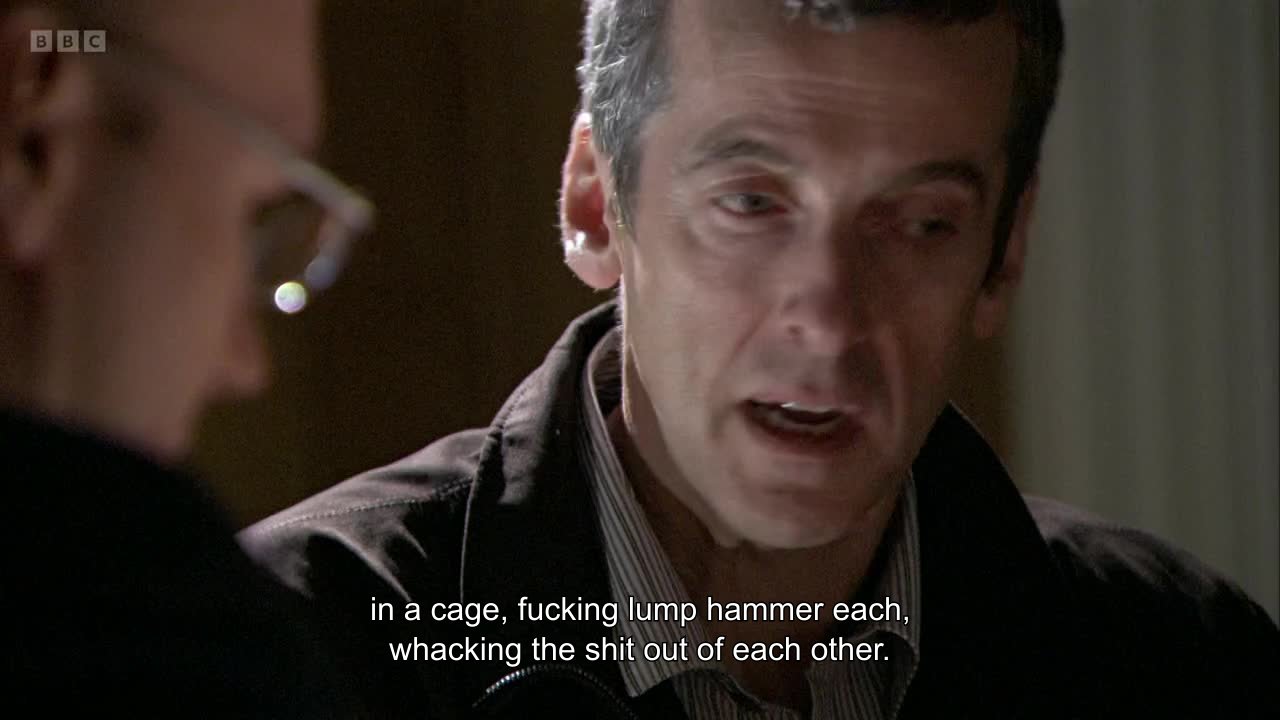 BBC
in a cage, fucking lump hammer each,
whacking the shit out of each other.